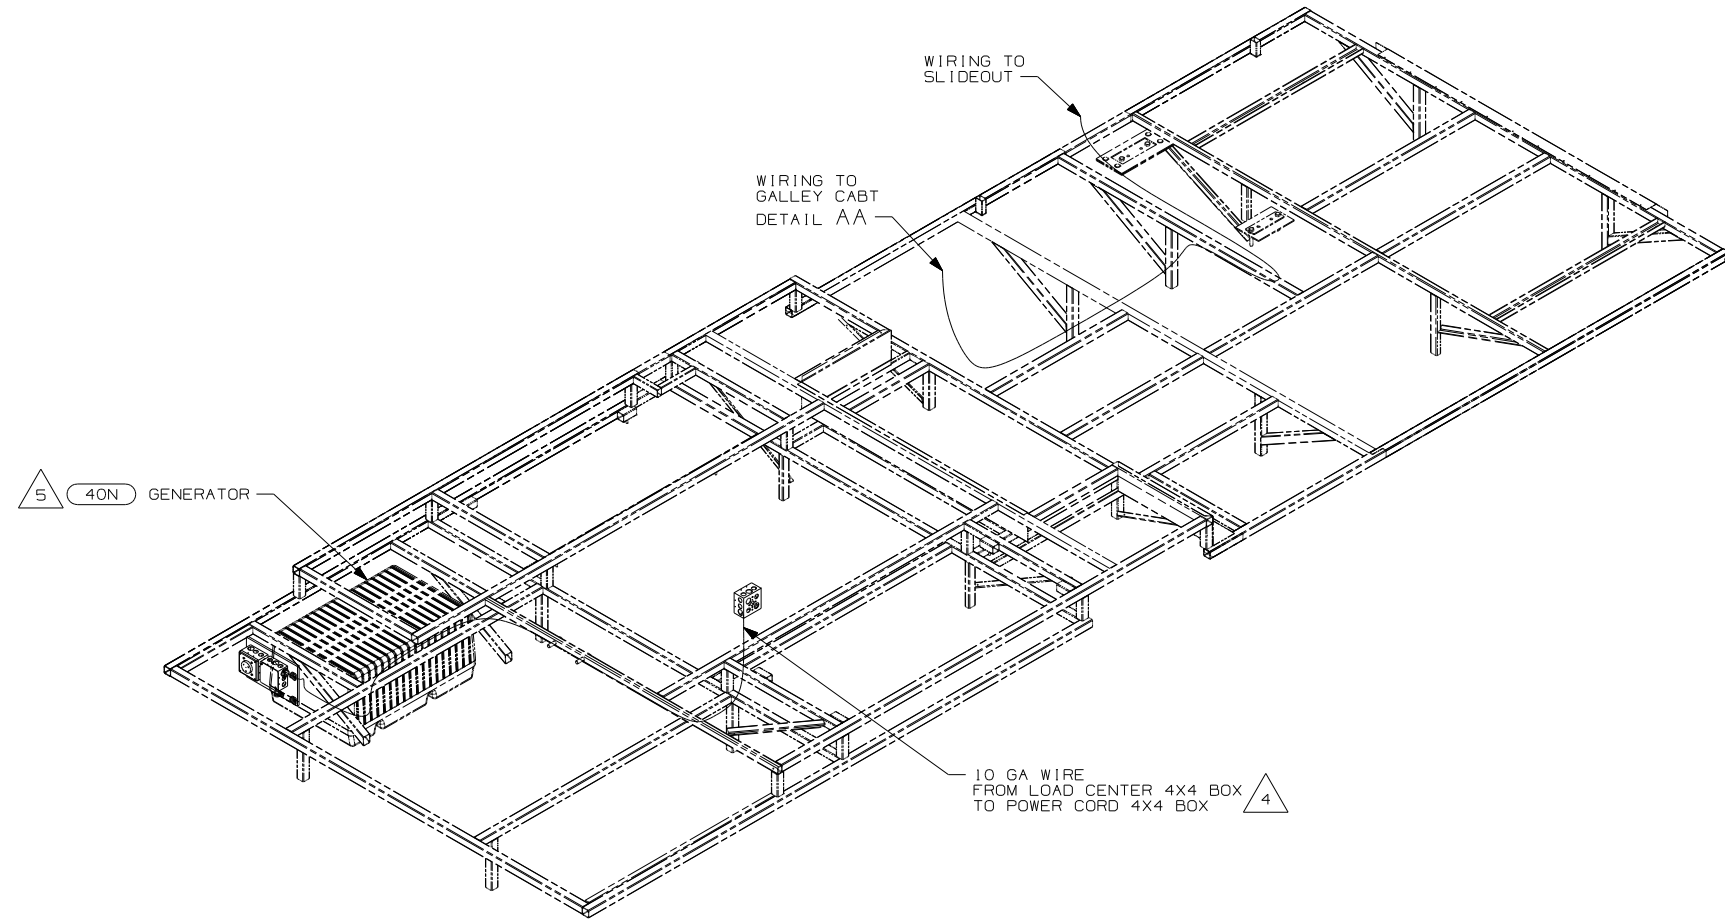 WIRING TO
SLIDEOUT
WIRING TO
GALLEY CABT
DETAIL AA
5 40N GENERATOR
10 GA WIRE
FROM LOAD CENTER 4X4 BOX
TO POWER CORD 4X4 BOX 4